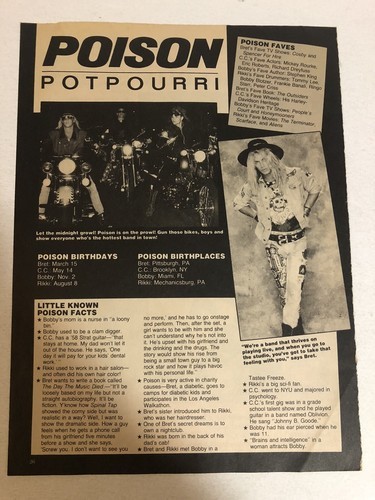 POISON
POTPOURRI
POISON FAVES
Bret's Fave TV Shows: Cosby and
Spencer For Hire
C.C.'s Fave Actors: Mickey Rourke,
Eric Roberts, Richard Dreyfuss
Bobby's Fave Author: Stephen King
Rikki's Fave Drummers: Tommy Lee,
Bobby Blotzer, Frankie Banali, Ringo
Starr, Peter Criss
Bret's Fave Book: The Outsiders
C.C.'s Fave Wheels: His Harley-
Davidson Heritage
Bobby's Fave TV Shows: People's
Court and Honeymooners
Rikki's Fave Movies: The Terminator,
Scarface, and Aliens
Let the midnight growl! Poison is on the prowl! Gun those bikes, boys and
show everyone who's the hottest band in town!
POISON BIRTHDAYS
Bret: March 15
C.C.: May 14
Bobby: Nov. 2
Rikki: August 8
POISON BIRTHPLACES
Bret: Pittsburgh, PA
C.C.: Brooklyn, NY
Bobby: Miami, FL
Rikki: Mechanicsburg, PA
"We're a band that thrives on
playing live, and when you go to
the studio, you've got to take that
feeling with you," says Bret.
LITTLE KNOWN
POISON FACTS
★ Bobby's mom is a nurse in "a loony
bin."
★ Bobby used to be a clam digger.
★ C.C. has a '58 Strat guitar—"that
stays at home. My dad won't let it
out of the house. He says, 'It
one day it will pay for your kids' dental
work.'"
★ Rikki used to work in a hair salon—
and often did his own hair color!
★ Bret wants to write a book called
The Day The Music Died—"It'll be
loosely based on my life but not a
straight autobiography. It'll be
fiction. Y'know how Spinal Tap
showed the corny side but was
realistic in a way? Well, I want to
show the dramatic side. How a guy
feels when he gets a phone call
from his girlfriend five minutes
before a show and she says,
'Screw you, I don't want to see you
no more,' and he has to go onstage
and perform. Then, after the set, a
girl wants to be with him and she
can't understand why he's not into
it. He's upset with his girlfriend and
the drinking and the drugs. The
story would show his rise from
being a small town guy to a big
rock star and how it plays havoc
with his personal life."
★ Poison is very active in charity
causes—Bret, a diabetic, goes to
camps for diabetic kids and
participates in the Los Angeles
Walkathon.
★ Bret's sister introduced him to Rikki,
who was her hairdresser.
★ One of Bret's secret dreams is to
own a nightclub.
★ Rikki was born in the back of his
dad's cab!
★ Bret and Rikki met Bobby in a
Tastee Freeze.
★ Rikki's a big sci-fi fan.
★ C.C. went to NYU and majored in
psychology.
★ C.C.'s first gig was in a grade
school talent show and he played
guitar in a band named Oblivion.
He sang "Johnny B. Goode."
★ Bobby had his ear pierced when he
was 11.
★ "Brains and intelligence" in a
woman attracts Bobby.